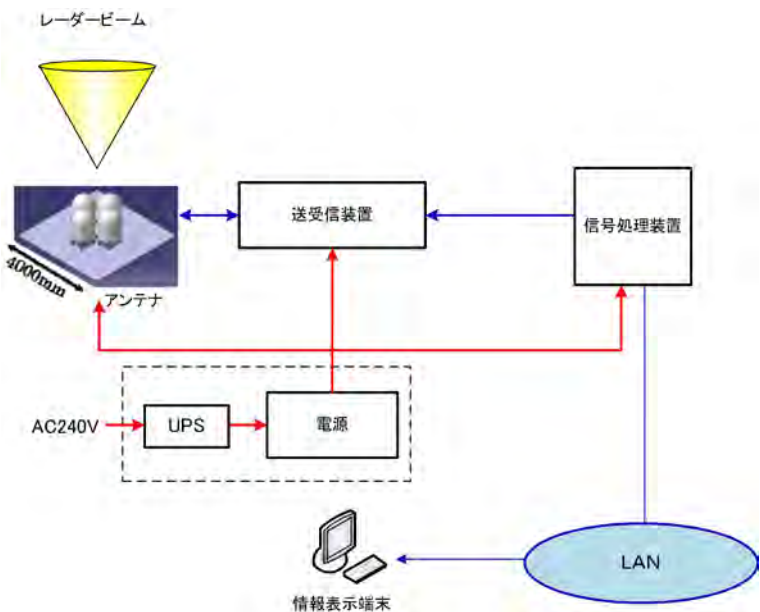 レーダービーム
送受信装置
信号処理装置
4000mm
アンテナ
AC240V
UPS
電源
LAN
情報表示端末